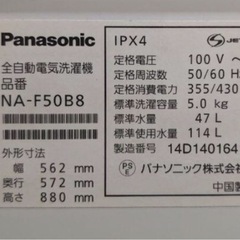 Panasonic
全自動電気洗濯機
品番
NA-F50B8
外形寸法
幅 562 mm
奥行 572 mm
高さ 880 mm
IPX4
JET
定格電圧 100 V
定格周波数 50/60 H
定格消費電力 355/430
標準洗濯容量 5.0 kg
標準水量 47 L
標準使用水量 114 L
製造番号 14D140164
パナソニック株式会
中国製